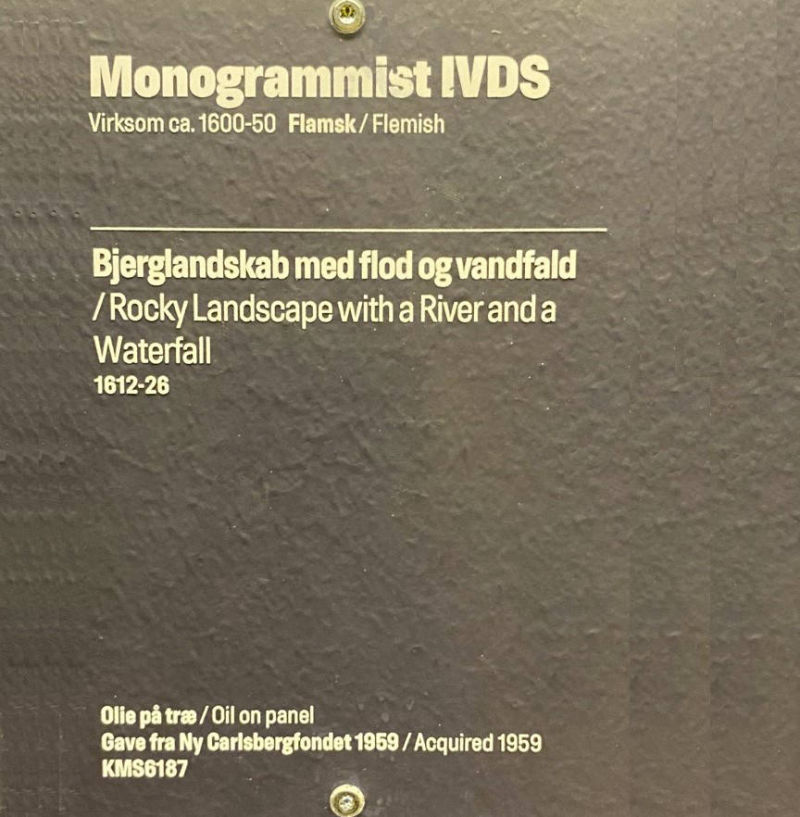 Monogrammist IVDS
Virksom ca. 1600-50 Flamsk / Flemish
Bjerglandskab med flod og vandfald
/ Rocky Landscape with a River and a
Waterfall
1612-26
Olie på træ / Oil on panel
Gave fra Ny Carlsbergfondet 1959 / Acquired 1959
KMS6187